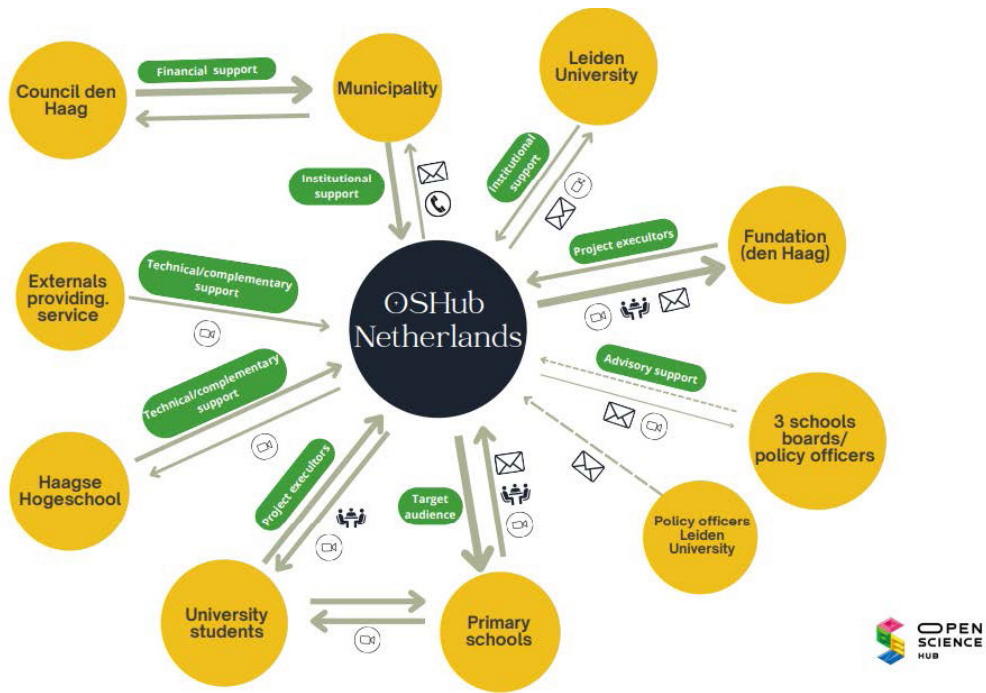 Council den
Haag
Financial support
Municipality
Leiden
University
Institutional
support
Institutional
support
Project execultors
Fundation
(den Haag)
Externals
providing.
service
Technical/complementary
support
OSHub
Netherlands
Advisory support
3 schools
boards/
policy officers
Technical/complementary
support
Haagse
Hogeschool
Project execultors
Target
audience
Policy officers
Leiden
University
University
students
Primary
schools
OPEN
SCIENCE
HUB